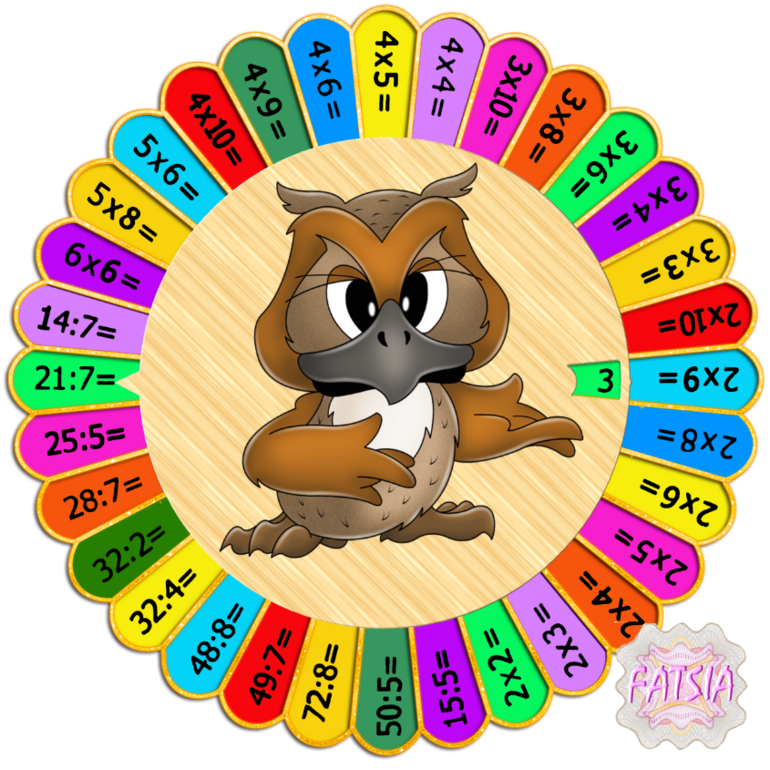 4x5=
4x4=
3x10=
3x8=
3x6=
3x4=
3x3=
2x10=
2x9=
2x8=
2x6=
2x5=
2x4=
2x3=
2x2=
15:5=
50:5=
72:8=
49:7=
48:8=
32:4=
32:2=
28:7=
25:5=
21:7=
14:7=
6x6=
5x8=
5x6=
4x10=
4x9=
4x6=
3
FATSIA